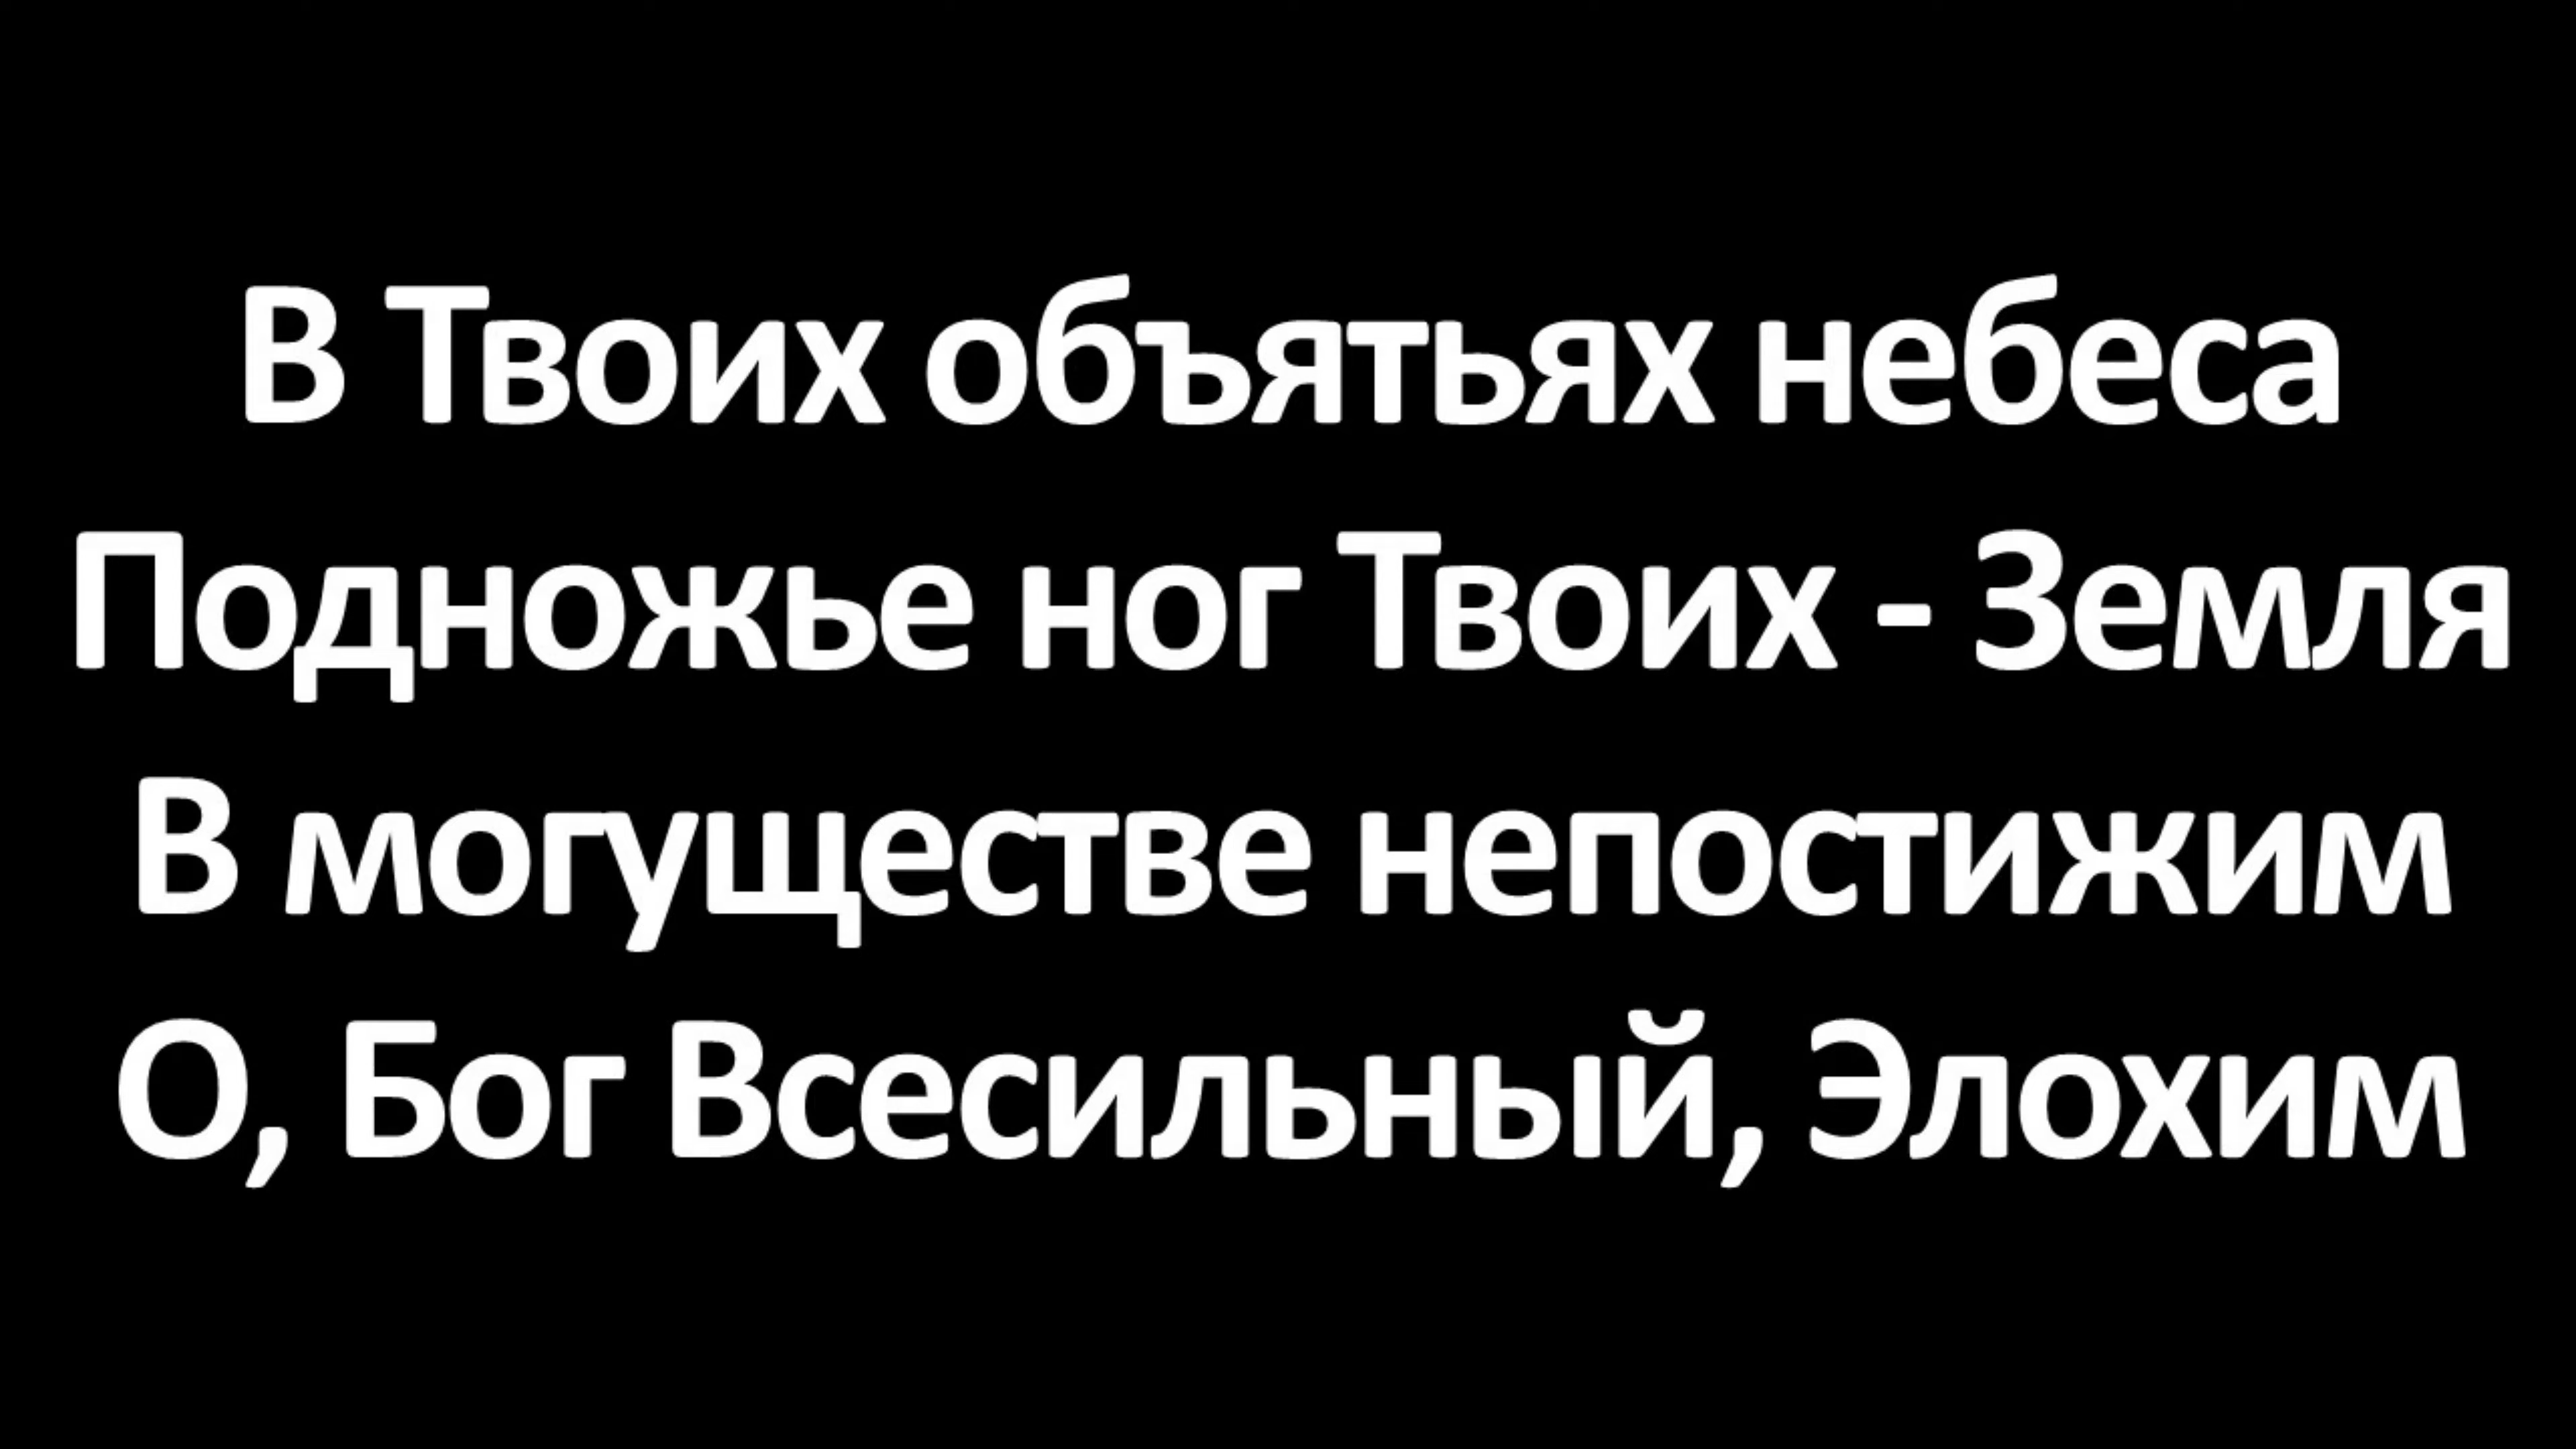 В Твоих объятьях небеса
Подножье ног Твоих - Земля
В могуществе непостижим
О, Бог Всесильный, Элохим